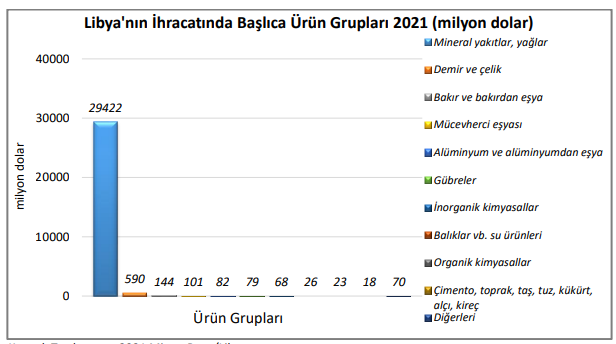 Libya'nın İhracatında Başlıca Ürün Grupları 2021 (milyon dolar)
milyon dolar
40000
30000
20000
10000
0
29422
590
144
101
82
79
68
26
23
18
70
Ürün Grupları
Mineral yakıtlar, yağlar
Demir ve çelik
Bakır ve bakırdan eşya
Mücevherci eşyası
Alüminyum ve alüminyumdan eşya
Gübreler
İnorganik kimyasallar
Balıklar vb. su ürünleri
Organik kimyasallar
Çimento, toprak, taş, tuz, kükürt,
alçı, kireç
Diğerleri